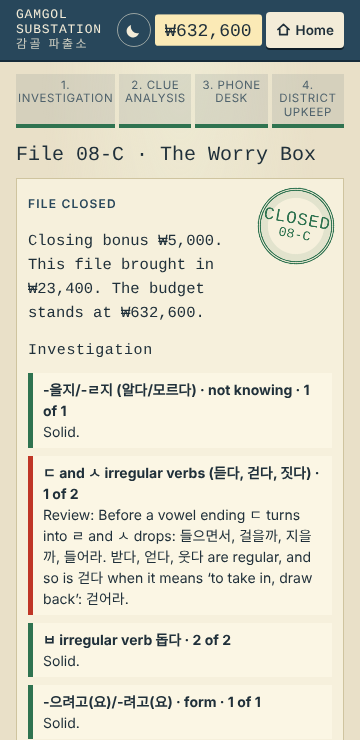 GAMGOL
SUBSTATION
감골 파출소
₩632,600
Home
1.
INVESTIGATION
2. CLUE
ANALYSIS
3. PHONE
DESK
4.
DISTRICT
UPKEEP
File 08-C · The Worry Box
FILE CLOSED
CLOSED
08-C
Closing bonus ₩5,000.
This file brought in
₩23,400. The budget
stands at ₩632,600.
Investigation
-을지/-ㄹ지 (알다/모르다) · not knowing · 1
of 1
Solid.
ㄷ and ㅅ irregular verbs (듣다, 걷다, 짓다) ·
1 of 2
Review: Before a vowel ending ㄷ turns
into ㄹ and ㅅ drops: 들으면서, 걸을까, 지을
까, 들어라. 받다, 얻다, 웃다 are regular, and
so is 걷다 when it means ‘to take in, draw
back’: 걷어라.
ㅂ irregular verb 돕다 · 2 of 2
Solid.
-으려고(요)/-려고(요) · form · 1 of 1
Solid.